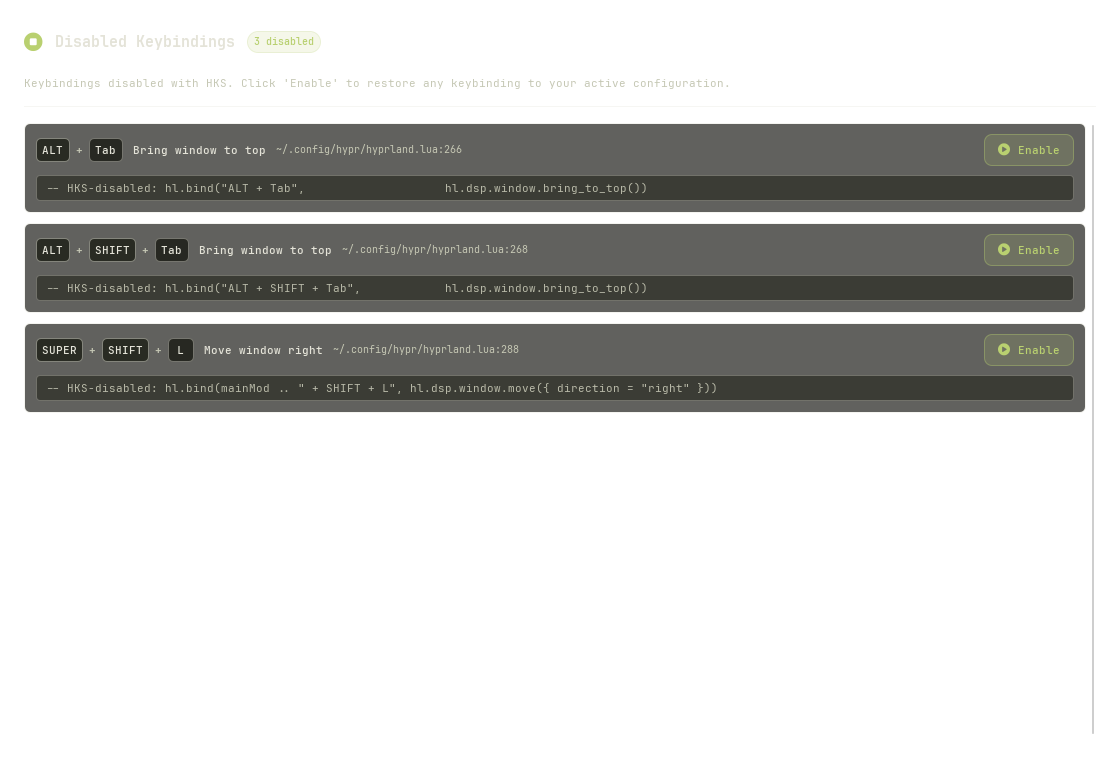 Disabled Keybindings 3 disabled
Keybindings disabled with HKS. Click 'Enable' to restore any keybinding to your active configuration.
ALT + Tab Bring window to top ~/.config/hypr/hyprland.lua:266 Enable
-- HKS-disabled: hl.bind("ALT + Tab", hl.dsp.window.bring_to_top())
ALT + SHIFT + Tab Bring window to top ~/.config/hypr/hyprland.lua:268 Enable
-- HKS-disabled: hl.bind("ALT + SHIFT + Tab", hl.dsp.window.bring_to_top())
SUPER + SHIFT + L Move window right ~/.config/hypr/hyprland.lua:288 Enable
-- HKS-disabled: hl.bind(mainMod .. " + SHIFT + L", hl.dsp.window.move({ direction = "right" }))